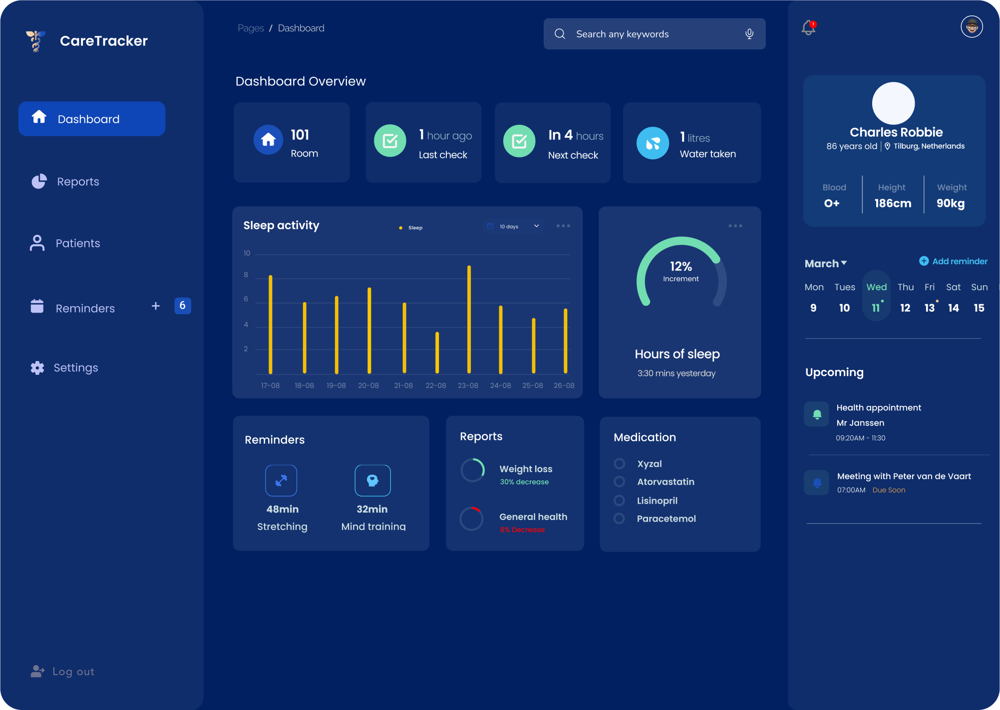 CareTracker
Dashboard
Reports
Patients
Reminders + 6
Settings
Log out
Pages / Dashboard
Search any keywords
Dashboard Overview
101
Room
1 hour ago
Last check
In 4 hours
Next check
1 litres
Water taken
Sleep activity
Sleep
10 days
10
8
6
4
2
17-08 18-08 19-08 20-08 21-08 22-08 23-08 24-08 25-08 26-08
12%
Increment
Hours of sleep
3:30 mins yesterday
Reminders
48min
Stretching
32min
Mind training
Reports
Weight loss
30% decrease
General health
8% Decrease
Medication
Xyzal
Atorvastatin
Lisinopril
Paracetemol
1
Charles Robbie
86 years old | Tilburg, Netherlands
Blood Height Weight
O+ 186cm 90kg
March
Add reminder
Mon Tues Wed Thu Fri Sat Sun
9 10 11 12 13 14 15
Upcoming
Health appointment
Mr Janssen
09:20AM - 11:30
Meeting with Peter van de Vaart
07:00AM Due Soon